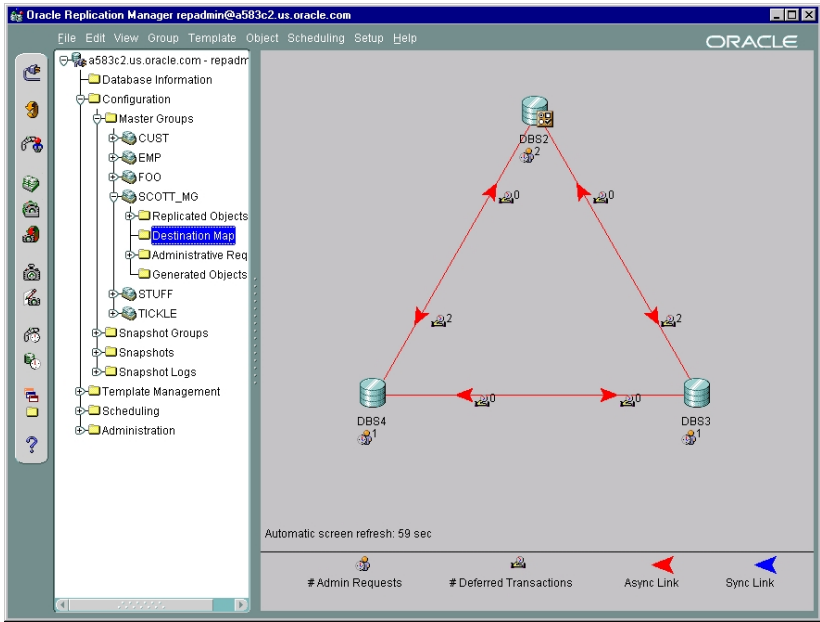 Oracle Replication Manager repadmin@a583c2.us.oracle.com
File Edit View Group Template Object Scheduling Setup Help
ORACLE
a583c2.us.oracle.com - repadm
Database Information
Configuration
Master Groups
CUST
EMP
FOO
SCOTT_MG
Replicated Objects
Destination Map
Administrative Req
Generated Objects
STUFF
TICKLE
Snapshot Groups
Snapshots
Snapshot Logs
Template Management
Scheduling
Administration
?
DBS2
2
0
0
2
2
DBS4
1
0
0
DBS3
1
Automatic screen refresh: 59 sec
# Admin Requests
# Deferred Transactions
Async Link
Sync Link